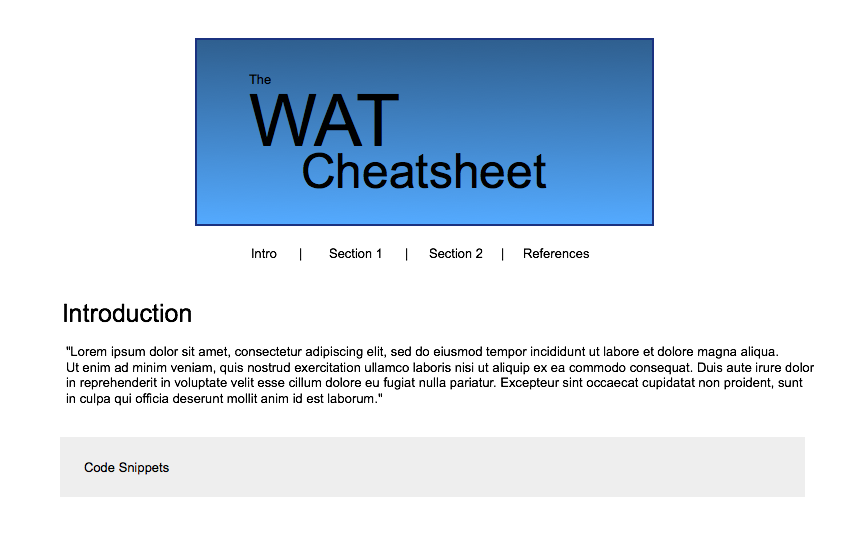 The
WAT
Cheatsheet
Intro | Section 1 | Section 2 | References
Introduction
"Lorem ipsum dolor sit amet, consectetur adipiscing elit, sed do eiusmod tempor incididunt ut labore et dolore magna aliqua.
Ut enim ad minim veniam, quis nostrud exercitation ullamco laboris nisi ut aliquip ex ea commodo consequat. Duis aute irure dolor
in reprehenderit in voluptate velit esse cillum dolore eu fugiat nulla pariatur. Excepteur sint occaecat cupidatat non proident, sunt
in culpa qui officia deserunt mollit anim id est laborum."
Code Snippets